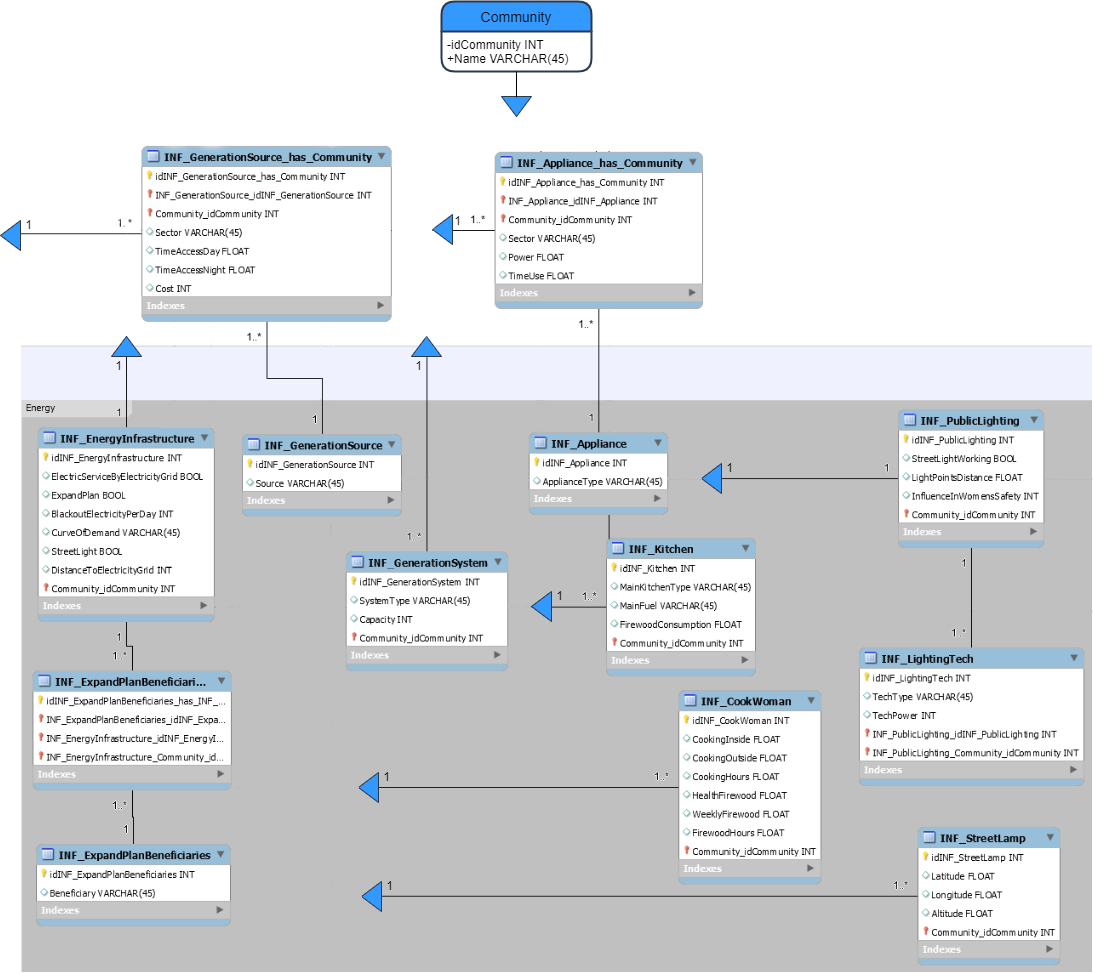 Community
-idCommunity INT
+Name VARCHAR(45)
INF_GenerationSource_has_Community
idINF_GenerationSource_has_Community INT
INF_GenerationSource_idINF_GenerationSource INT
Community_idCommunity INT
Sector VARCHAR(45)
TimeAccessDay FLOAT
TimeAccessNight FLOAT
Cost INT
Indexes
1
1..*
1..*
INF_Appliance_has_Community
idINF_Appliance_has_Community INT
INF_Appliance_idINF_Appliance INT
Community_idCommunity INT
Sector VARCHAR(45)
Power FLOAT
TimeUse FLOAT
Indexes
1
1..*
1..*
1
1
Energy
1
1
1
INF_EnergyInfrastructure
idINF_EnergyInfrastructure INT
ElectricServiceByElectricityGrid BOOL
ExpandPlan BOOL
BlackoutElectricityPerDay INT
CurveOfDemand VARCHAR(45)
StreetLight BOOL
DistanceToElectricityGrid INT
Community_idCommunity INT
Indexes
INF_GenerationSource
idINF_GenerationSource INT
Source VARCHAR(45)
Indexes
INF_Appliance
idINF_Appliance INT
ApplianceType VARCHAR(45)
Indexes
INF_PublicLighting
idINF_PublicLighting INT
StreetLightWorking BOOL
LightPointsDistance FLOAT
InfluenceInWomensSafety INT
Community_idCommunity INT
Indexes
1
1
1..*
INF_GenerationSystem
idINF_GenerationSystem INT
SystemType VARCHAR(45)
Capacity INT
Community_idCommunity INT
Indexes
INF_Kitchen
idINF_Kitchen INT
MainKitchenType VARCHAR(45)
MainFuel VARCHAR(45)
FirewoodConsumption FLOAT
Community_idCommunity INT
Indexes
1
1..*
1
1..*
1
1..*
INF_ExpandPlanBeneficiari...
idINF_ExpandPlanBeneficiaries_has_INF_...
INF_ExpandPlanBeneficiaries_idINF_Expa...
INF_EnergyInfrastructure_idINF_EnergyI...
INF_EnergyInfrastructure_Community_id...
Indexes
INF_LightingTech
idINF_LightingTech INT
TechType VARCHAR(45)
TechPower INT
INF_PublicLighting_idINF_PublicLighting INT
INF_PublicLighting_Community_idCommunity INT
Indexes
INF_CookWoman
idINF_CookWoman INT
CookingInside FLOAT
CookingOutside FLOAT
CookingHours FLOAT
HealthFirewood FLOAT
WeeklyFirewood FLOAT
FirewoodHours FLOAT
Community_idCommunity INT
Indexes
1
1..*
1..*
1
INF_ExpandPlanBeneficiaries
idINF_ExpandPlanBeneficiaries INT
Beneficiary VARCHAR(45)
Indexes
INF_StreetLamp
idINF_StreetLamp INT
Latitude FLOAT
Longitude FLOAT
Altitude FLOAT
Community_idCommunity INT
Indexes
1
1..*